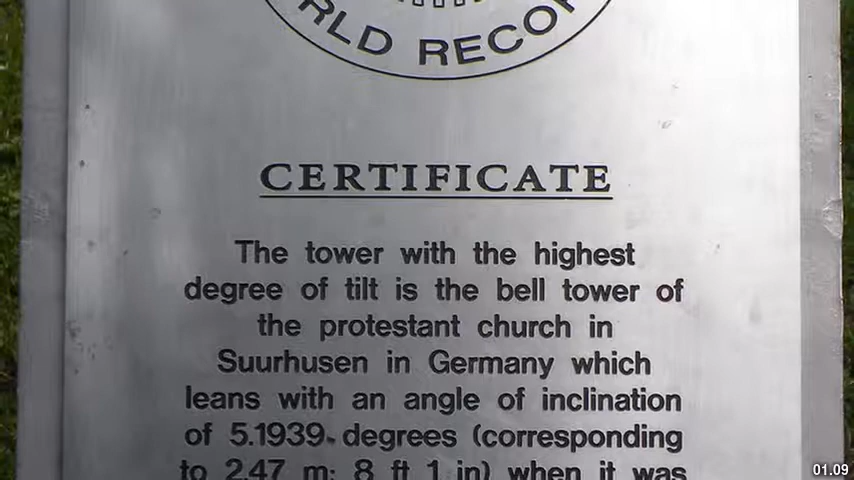 RLD RECOR
CERTIFICATE
The tower with the highest
degree of tilt is the bell tower of
the protestant church in
Suurhusen in Germany which
leans with an angle of inclination
of 5.1939 degrees (corresponding
to 2.47 m; 8 ft 1 in) when it was
01.09